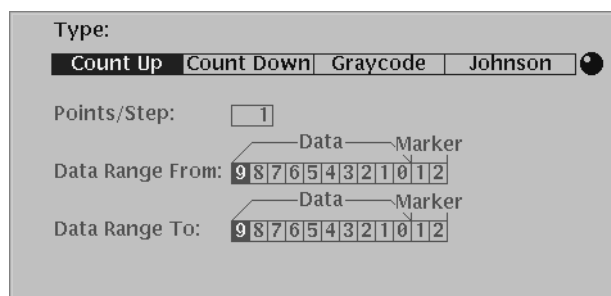 Type:
Count Up Count Down Graycode Johnson
Points/Step: 1
Data Marker
Data Range From: 9 8 7 6 5 4 3 2 1 0 1 2
Data Marker
Data Range To: 9 8 7 6 5 4 3 2 1 0 1 2